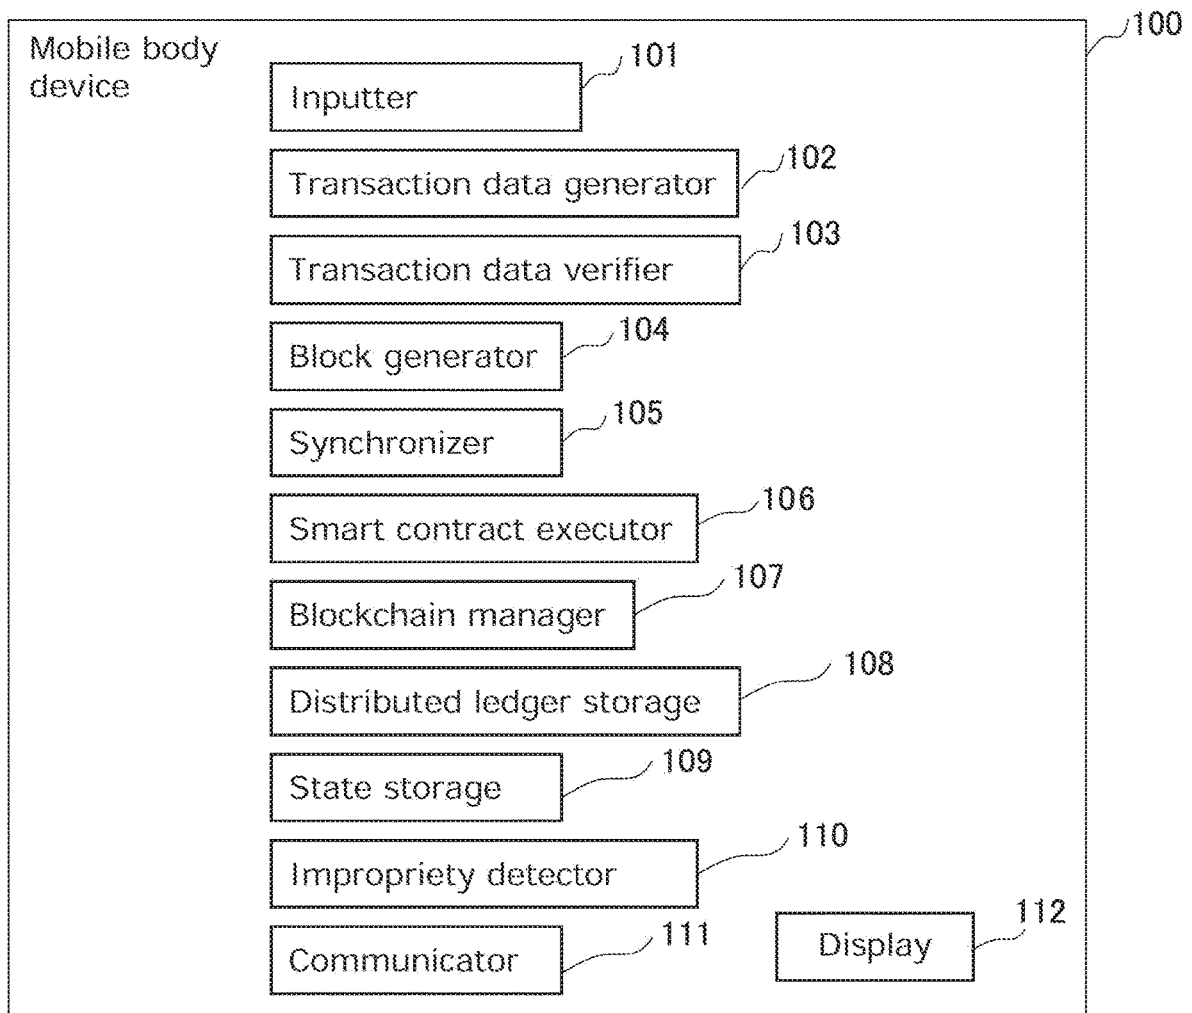 100
Mobile body
device
101
Inputter
102
Transaction data generator
103
Transaction data verifier
104
Block generator
105
Synchronizer
106
Smart contract executor
107
Blockchain manager
108
Distributed ledger storage
109
State storage
110
Impropriety detector
111
Communicator
112
Display